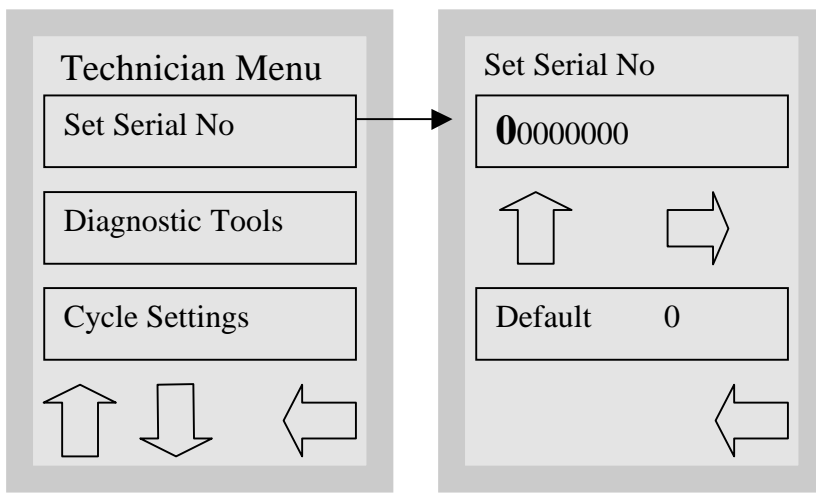 Technician Menu
Set Serial No
Diagnostic Tools
Cycle Settings
Set Serial No
00000000
Default 0